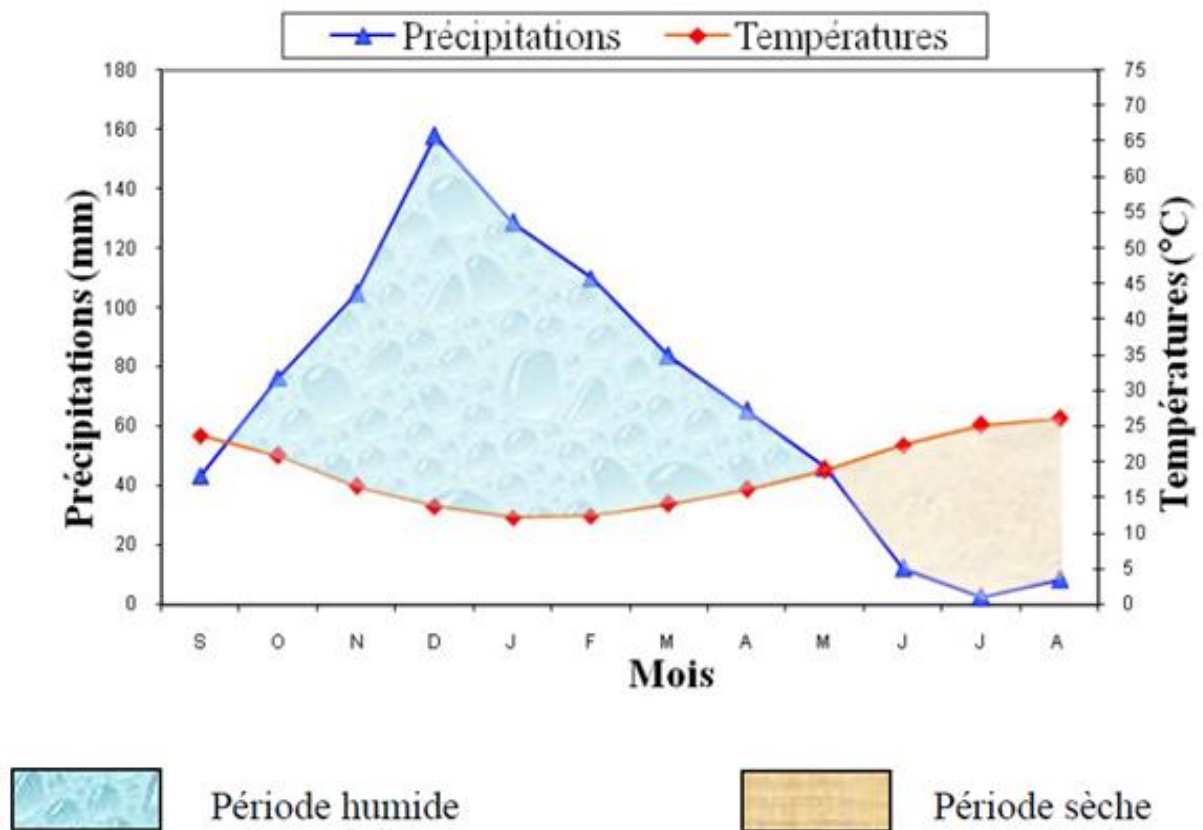 Précipitations Températures
180 75
70
160 65
140 60
55
120 50
45
100 40
80 35
30
60 25
20
40 15
20 10
5
0 0
Précipitations (mm)
Températures(°C)
S O N D J F M A M J J A
Mois
Période humide Période sèche